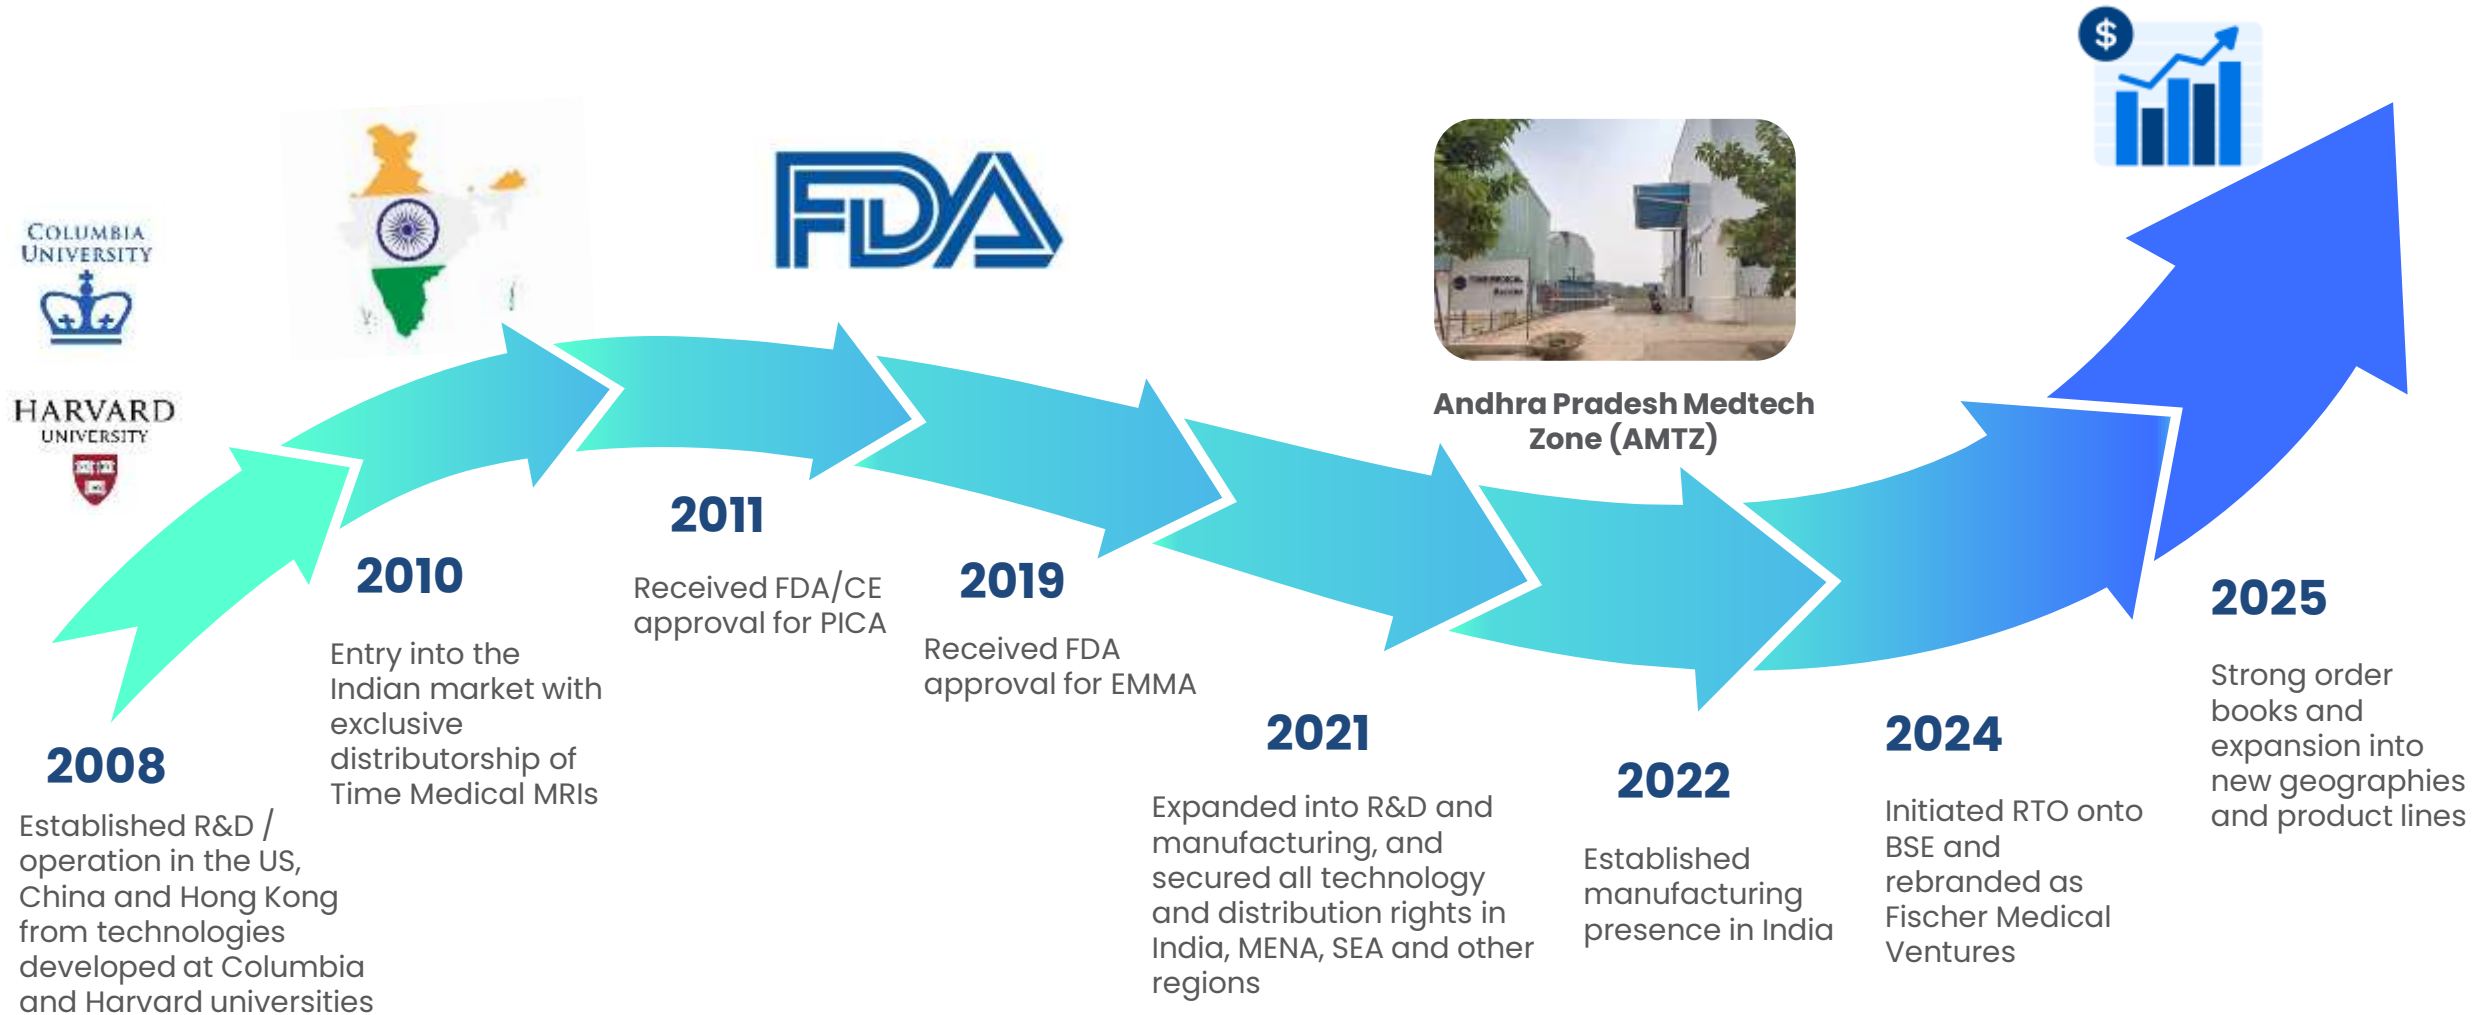 COLUMBIA
UNIVERSITY
HARVARD
UNIVERSITY
FDA
$
TIME MEDICAL
Andhra Pradesh Medtech
Zone (AMTZ)
2008
Established R&D /
operation in the US,
China and Hong Kong
from technologies
developed at Columbia
and Harvard universities
2010
Entry into the
Indian market with
exclusive
distributorship of
Time Medical MRIs
2011
Received FDA/CE
approval for PICA
2019
Received FDA
approval for EMMA
2021
Expanded into R&D and
manufacturing, and
secured all technology
and distribution rights in
India, MENA, SEA and other
regions
2022
Established
manufacturing
presence in India
2024
Initiated RTO onto
BSE and
rebranded as
Fischer Medical
Ventures
2025
Strong order
books and
expansion into
new geographies
and product lines